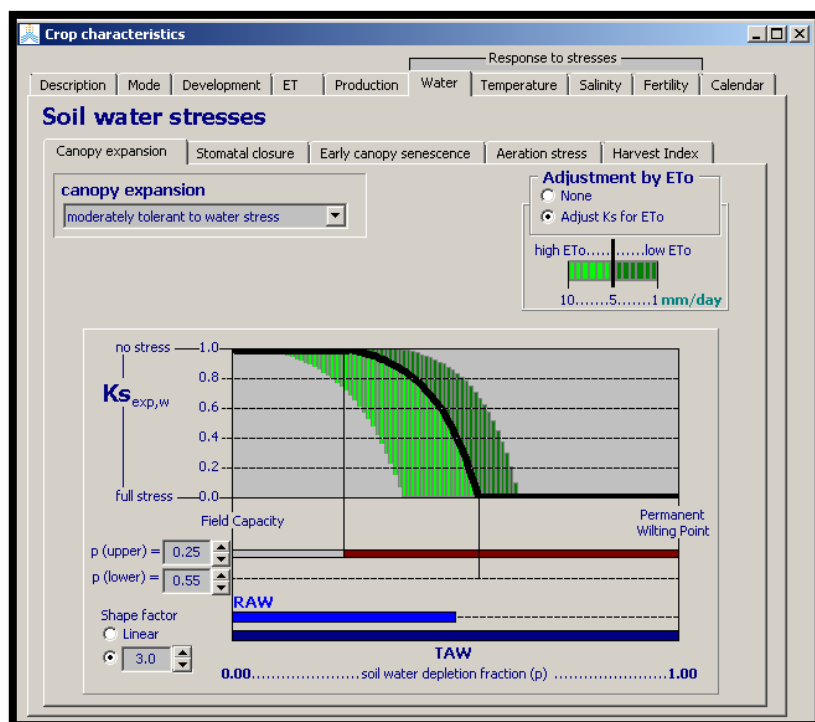 Crop characteristics
Response to stresses
Description Mode Development ET Production Water Temperature Salinity Fertility Calendar
Soil water stresses
Canopy expansion Stomatal closure Early canopy senescence Aeration stress Harvest Index
canopy expansion
moderately tolerant to water stress
Adjustment by ETo
None
Adjust Ks for ETo
high ETo...........low ETo
10.......5.......1 mm/day
no stress 1.0
0.8
Ks exp,w
0.6
0.4
0.2
full stress 0.0
Field Capacity
Permanent
Wilting Point
p (upper) = 0.25
p (lower) = 0.55
RAW
Shape factor
Linear
3.0
TAW
0.00......................soil water depletion fraction (p) .......................1.00